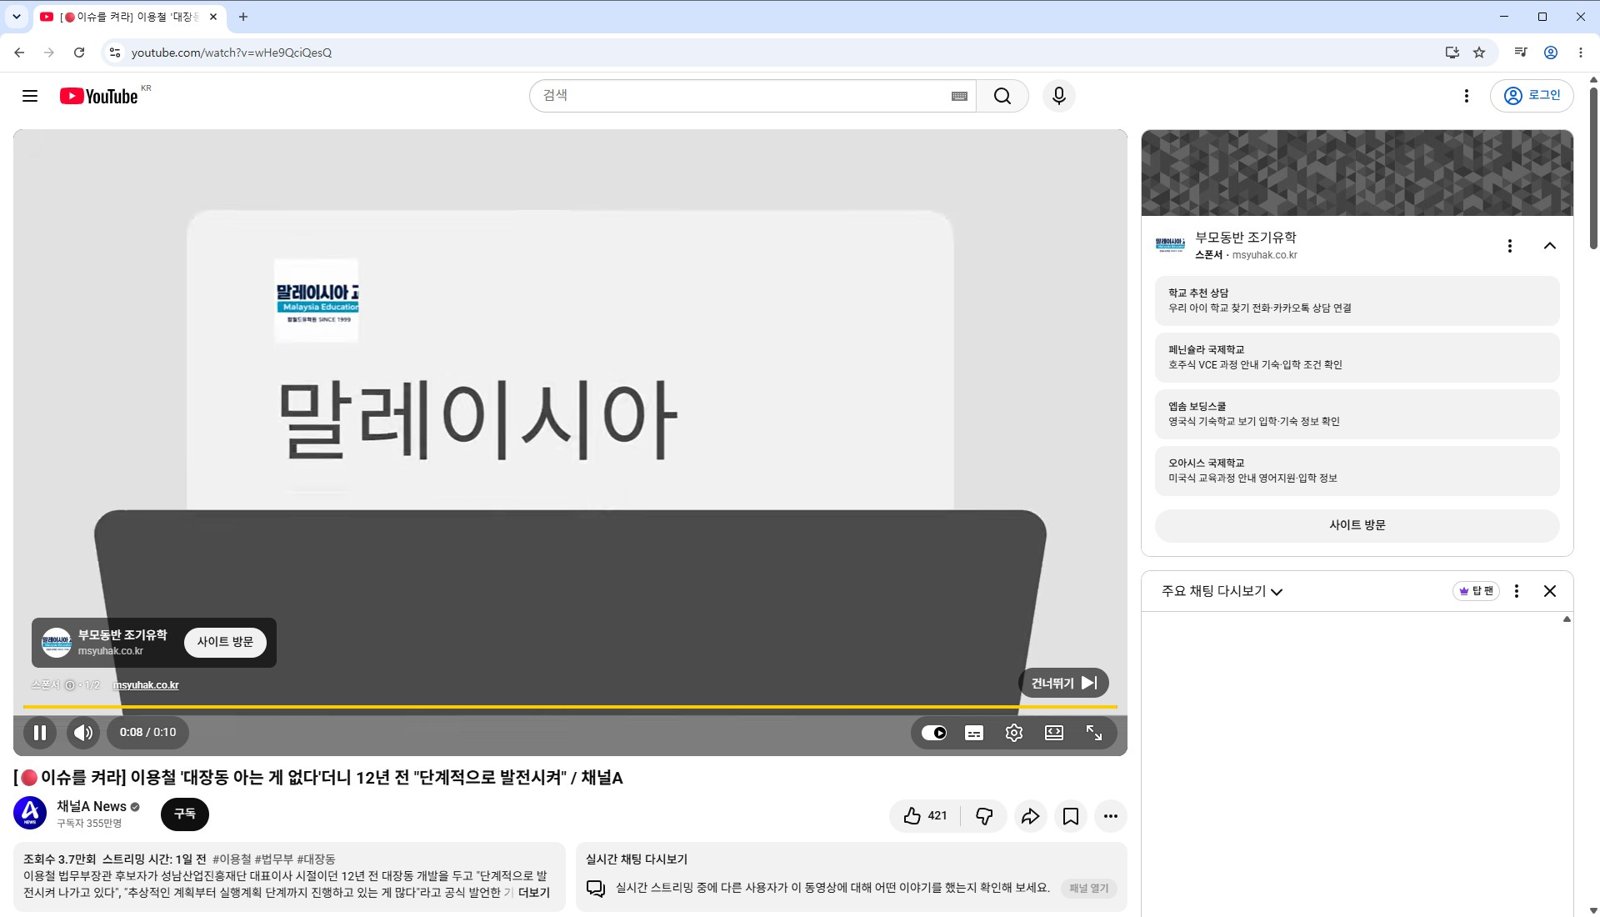 [🔴이슈를 켜라] 이용철 '대장동
youtube.com/watch?v=wHe9QciQesQ
YouTube KR
검색
로그인
말레이시아
Malaysia Education
SINCE 1999
말레이시아
부모동반 조기유학
msyuhak.co.kr
사이트 방문
스폰서 · 1/2 msyuhak.co.kr
건너뛰기
0:08 / 0:10
[🔴이슈를 켜라] 이용철 '대장동 아는 게 없다'더니 12년 전 "단계적으로 발전시켜" / 채널A
채널A News
구독자 355만명
구독
421
조회수 3.7만회 스트리밍 시간: 1일 전 #이용철 #법무부 #대장동
이용철 법무부장관 후보자가 성남산업진흥재단 대표이사 시절이던 12년 전 대장동 개발을 두고 "단계적으로 발
전시켜 나가고 있다", "추상적인 계획부터 실행계획 단계까지 진행하고 있는 게 많다"라고 공식 발언한 기 더보기
실시간 채팅 다시보기
실시간 스트리밍 중에 다른 사용자가 이 동영상에 대해 어떤 이야기를 했는지 확인해 보세요.
패널 열기
부모동반 조기유학
스폰서 · msyuhak.co.kr
학교 추천 상담
우리 아이 학교 찾기 전화·카카오톡 상담 연결
페닌슐라 국제학교
호주식 VCE 과정 안내 기숙·입학 조건 확인
엡솜 보딩스쿨
영국식 기숙학교 보기 입학·기숙 정보 확인
오아시스 국제학교
미국식 교육과정 안내 영어지원·입학 정보
사이트 방문
주요 채팅 다시보기
탑 팬